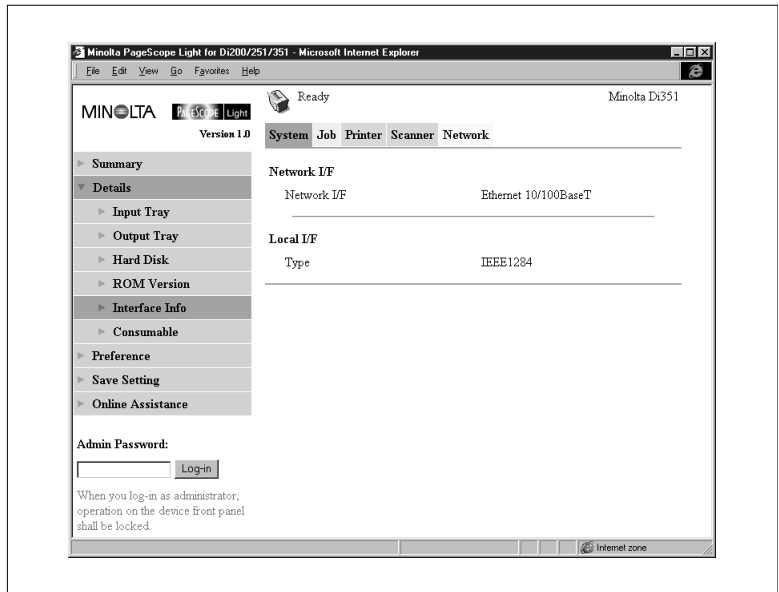 Minolta PageScope Light for Di200/251/351 - Microsoft Internet Explorer
File Edit View Go Favorites Help
MINOLTA PAGESCOPE Light
Version 1.0
Ready
Minolta Di351
System Job Printer Scanner Network
Summary
Details
Input Tray
Output Tray
Hard Disk
ROM Version
Interface Info
Consumable
Preference
Save Setting
Online Assistance
Admin Password:
Log-in
When you log-in as administrator,
operation on the device front panel
shall be locked.
Network I/F
Network I/F Ethernet 10/100BaseT
Local I/F
Type IEEE1284
Internet zone